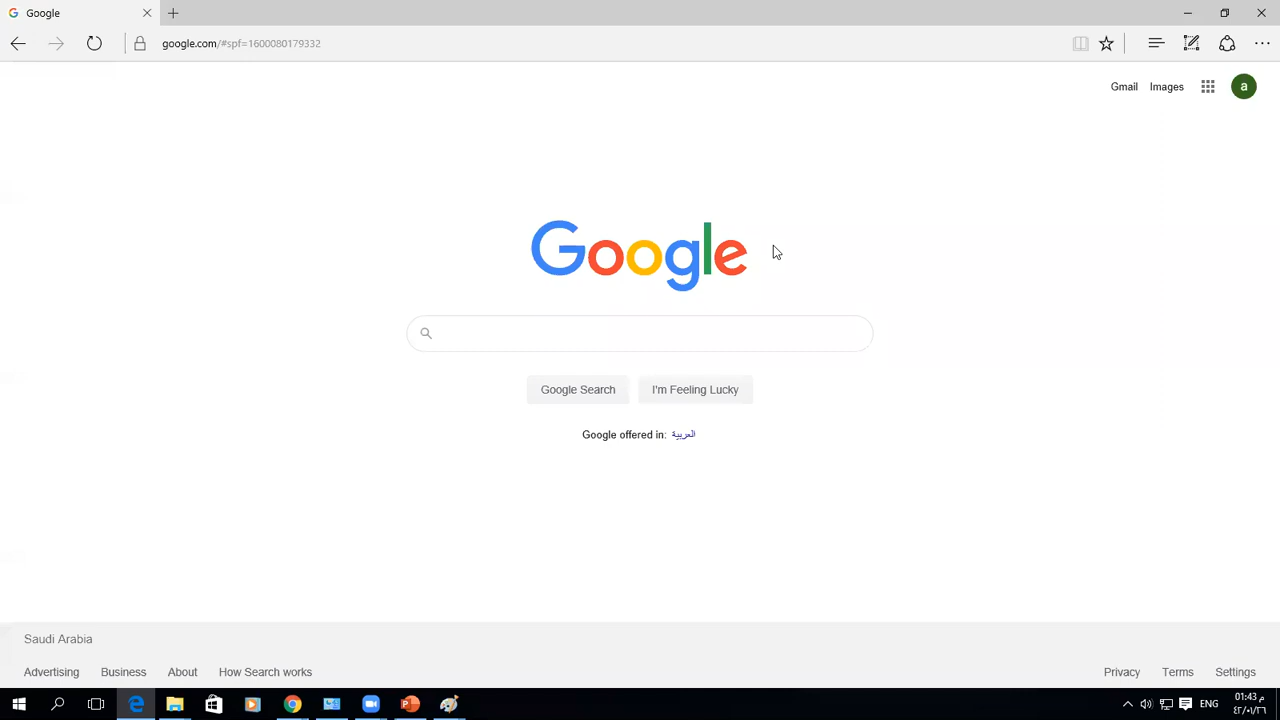 Google
google.com/#spf=1600080179332
Gmail Images a
Google
Google Search I'm Feeling Lucky
Google offered in: العربية
Saudi Arabia
Advertising Business About How Search works Privacy Terms Settings
ENG
01:43 م